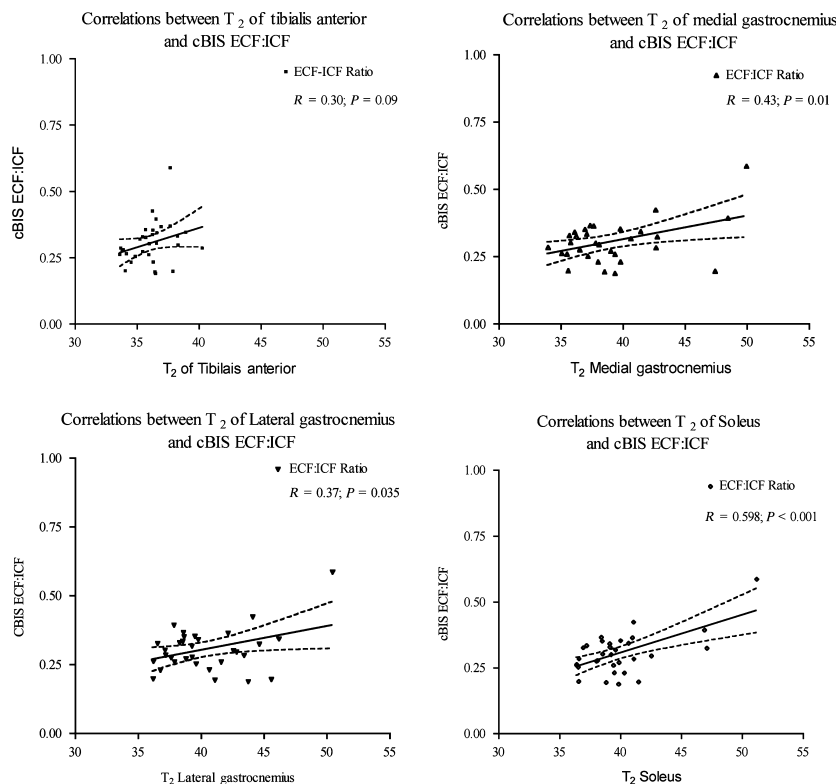 Correlations between T 2 of tibialis anterior
and cBIS ECF:ICF
1.00
ECF-ICF Ratio
R = 0.30; P = 0.09
0.75
cBIS ECF:ICF
0.50
0.25
0.00
30 35 40 45 50 55
T2 of Tibilais anterior
Correlations between T 2 of medial gastrocnemius
and cBIS ECF:ICF
1.00
ECF:ICF Ratio
R = 0.43; P = 0.01
0.75
cBIS ECF:ICF
0.50
0.25
0.00
30 35 40 45 50 55
T2 Medial gastrocnemius
Correlations between T 2 of Lateral gastrocnemius
and cBIS ECF:ICF
1.00
ECF:ICF Ratio
R = 0.37; P = 0.035
0.75
CBIS ECF:ICF
0.50
0.25
0.00
30 35 40 45 50 55
T2 Lateral gastrocnemius
Correlations between T 2 of Soleus
and cBIS ECF:ICF
1.00
ECF:ICF Ratio
R = 0.598; P < 0.001
0.75
cBIS ECF:ICF
0.50
0.25
0.00
30 35 40 45 50 55
T2 Soleus